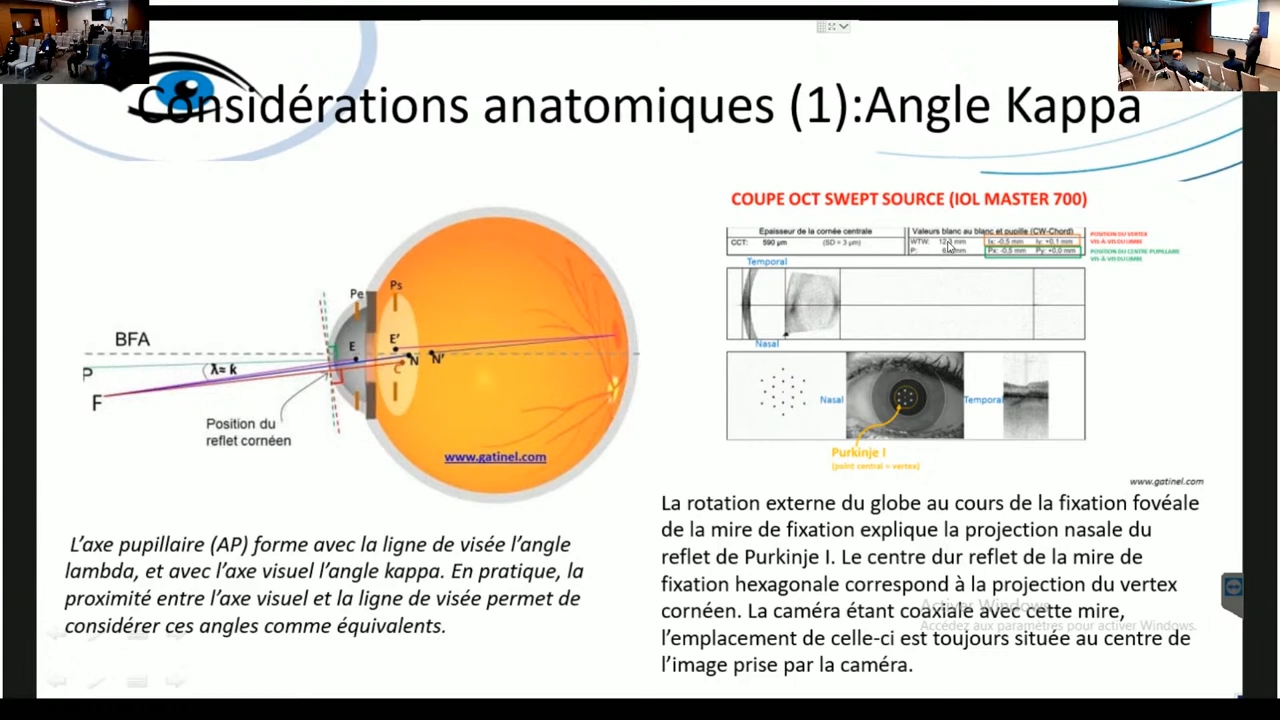 Considérations anatomiques (1):Angle Kappa
COUPE OCT SWEPT SOURCE (IOL MASTER 700)
Epaisseur de la cornée centrale
Valeurs blanc au blanc et pupille (CW-Chord)
CCT: 590 µm (SD = 3 µm)
WTW: mm
Ix: -0,5 mm Iy: +0,1 mm
P: mm
Px: -0,5 mm Py: +0,0 mm
POSITION DU VERTEX
VIS-À-VIS DU LIMBE
POSITION DU CENTRE PUPILLAIRE
VIS-À-VIS DU LIMBE
Temporal
Nasal
Nasal
Temporal
Purkinje I
(point central = vertex)
www.gatinel.com
Pe
Ps
BFA
E
E'
N
N'
C
P
λ≈ k
F
Position du
reflet cornéen
www.gatinel.com
L'axe pupillaire (AP) forme avec la ligne de visée l'angle
lambda, et avec l'axe visuel l'angle kappa. En pratique, la
proximité entre l'axe visuel et la ligne de visée permet de
considérer ces angles comme équivalents.
La rotation externe du globe au cours de la fixation fovéale
de la mire de fixation explique la projection nasale du
reflet de Purkinje I. Le centre dur reflet de la mire de
fixation hexagonale correspond à la projection du vertex
cornéen. La caméra étant coaxiale avec cette mire,
l'emplacement de celle-ci est toujours située au centre de
l'image prise par la caméra.
Activer Windows
Accédez aux paramètres pour activer Windows.